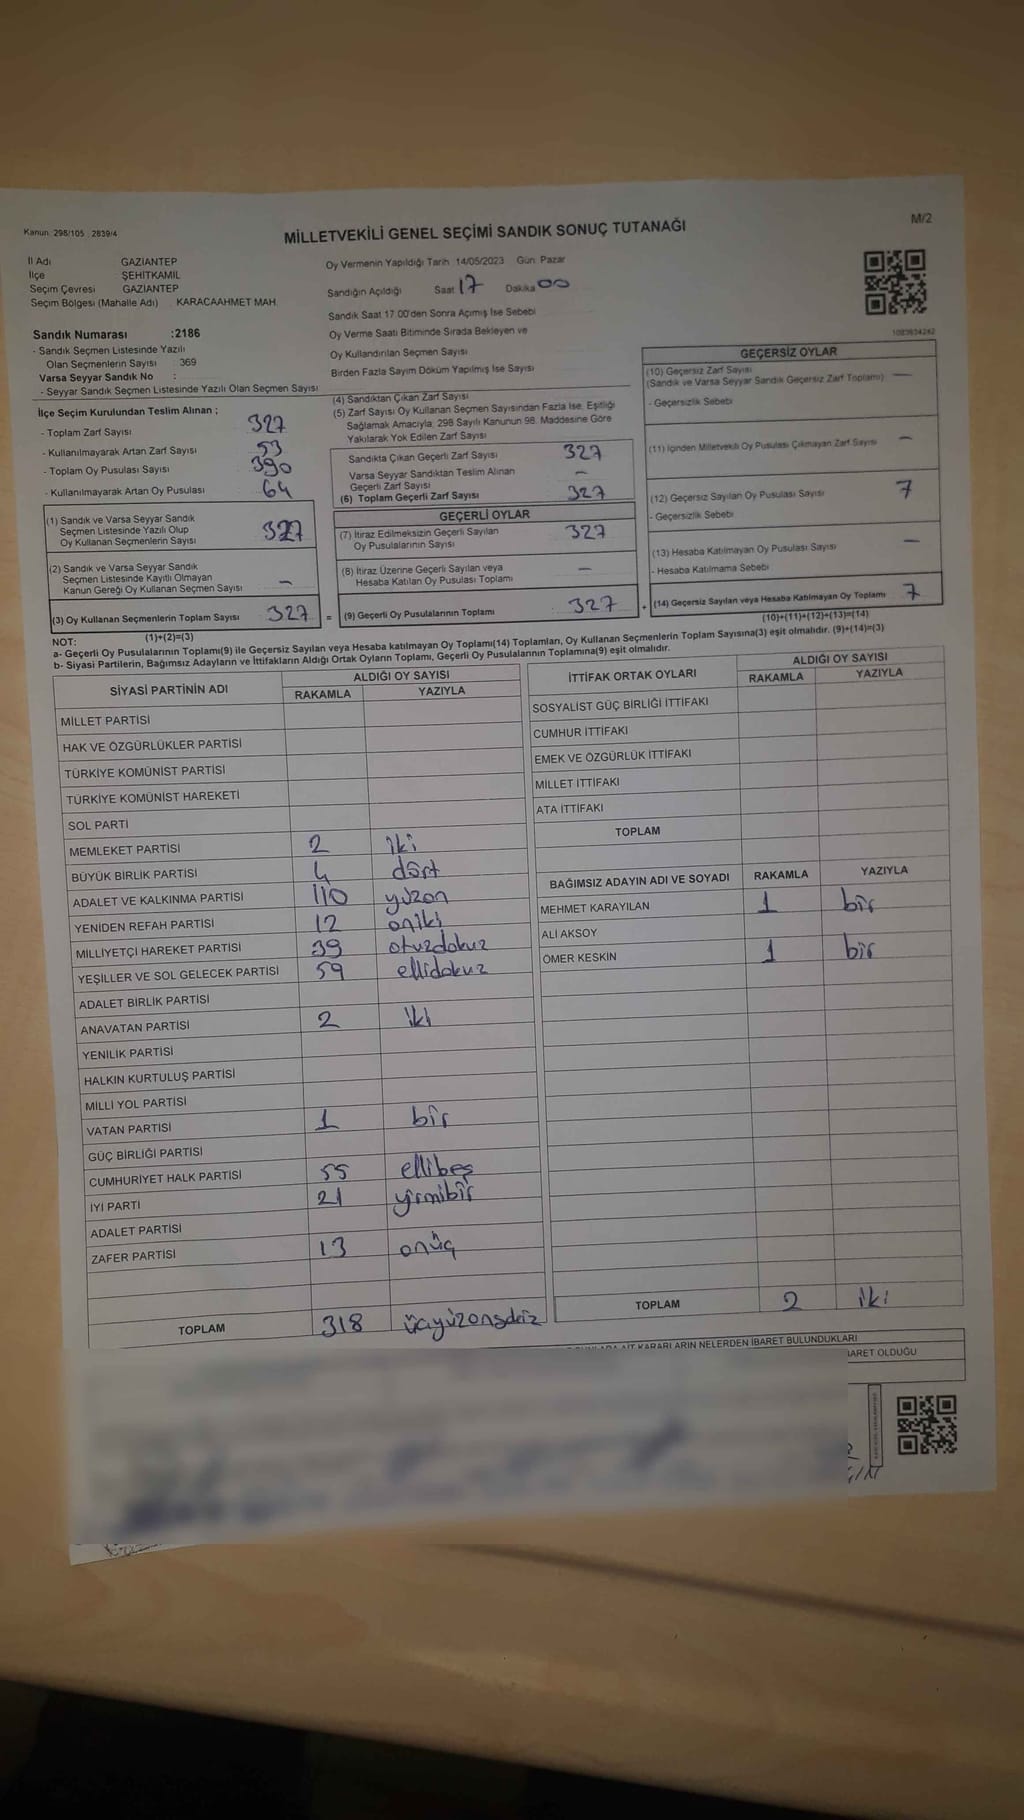 Kanun: 298/105 , 2839/4
M/2
MİLLETVEKİLİ GENEL SEÇİMİ SANDIK SONUÇ TUTANAĞI
İl Adı GAZİANTEP
İlçe ŞEHİTKAMİL
Seçim Çevresi GAZİANTEP
Seçim Bölgesi (Mahalle Adı) KARACAAHMET MAH.
Sandık Numarası :2186
- Sandık Seçmen Listesinde Yazılı
Olan Seçmenlerin Sayısı : 369
Varsa Seyyar Sandık No :
- Seyyar Sandık Seçmen Listesinde Yazılı Olan Seçmen Sayısı
Oy Vermenin Yapıldığı Tarih 14/05/2023 Gün: Pazar
Sandığın Açıldığı Saat 17 Dakika 00
Sandık Saat 17.00'den Sonra Açımış İse Sebebi
Oy Verme Saati Bitiminde Sırada Bekleyen ve
Oy Kullandırılan Seçmen Sayısı
Birden Fazla Sayım Döküm Yapılmış İse Sayısı
1083634242
İlçe Seçim Kurulundan Teslim Alınan ;
- Toplam Zarf Sayısı 327
- Kullanılmayarak Artan Zarf Sayısı 53
- Toplam Oy Pusulası Sayısı 390
- Kullanılmayarak Artan Oy Pusulası 64
(1) Sandık ve Varsa Seyyar Sandık
Seçmen Listesinde Yazılı Olup
Oy Kullanan Seçmenlerin Sayısı 327
(2) Sandık ve Varsa Seyyar Sandık
Seçmen Listesinde Kayıtlı Olmayan
Kanun Gereği Oy Kullanan Seçmen Sayısı –
(3) Oy Kullanan Seçmenlerin Toplam Sayısı 327 =
(1)+(2)=(3)
(4) Sandıktan Çıkan Zarf Sayısı
(5) Zarf Sayısı Oy Kullanan Seçmen Sayısından Fazla İse, Eşitliği
Sağlamak Amacıyla, 298 Sayılı Kanunun 98. Maddesine Göre
Yakılarak Yok Edilen Zarf Sayısı
Sandıkta Çıkan Geçerli Zarf Sayısı 327
Varsa Seyyar Sandıktan Teslim Alınan
Geçerli Zarf Sayısı –
(6) Toplam Geçerli Zarf Sayısı 327
GEÇERLİ OYLAR
(7) İtiraz Edilmeksizin Geçerli Sayılan
Oy Pusulalarının Sayısı 327
(8) İtiraz Üzerine Geçerli Sayılan veya
Hesaba Katılan Oy Pusulası Toplamı –
(9) Geçerli Oy Pusulalarının Toplamı : 327 +
GEÇERSİZ OYLAR
(10) Geçersiz Zarf Sayısı
(Sandık ve Varsa Seyyar Sandık Geçersiz Zarf Toplamı) –
- Geçersizlik Sebebi
(11) İçinden Milletvekili Oy Pusulası Çıkmayan Zarf Sayısı –
(12) Geçersiz Sayılan Oy Pusulası Sayısı 7
- Geçersizlik Sebebi
(13) Hesaba Katılmayan Oy Pusulası Sayısı –
- Hesaba Katılmama Sebebi
(14) Geçersiz Sayılan veya Hesaba Katılmayan Oy Toplamı 7
(10)+(11)+(12)+(13)=(14)
NOT:
a- Geçerli Oy Pusulalarının Toplamı(9) ile Geçersiz Sayılan veya Hesaba katılmayan Oy Toplamı(14) Toplamları, Oy Kullanan Seçmenlerin Toplam Sayısına(3) eşit olmalıdır. (9)+(14)=(3)
b- Siyasi Partilerin, Bağımsız Adayların ve İttifakların Aldığı Ortak Oyların Toplamı, Geçerli Oy Pusulalarının Toplamına(9) eşit olmalıdır.
SİYASİ PARTİNİN ADI ALDIĞI OY SAYISI
RAKAMLA YAZIYLA
MİLLET PARTİSİ
HAK VE ÖZGÜRLÜKLER PARTİSİ
TÜRKİYE KOMÜNİST PARTİSİ
TÜRKİYE KOMÜNİST HAREKETİ
SOL PARTİ
MEMLEKET PARTİSİ 2 iki
BÜYÜK BİRLİK PARTİSİ 4 dört
ADALET VE KALKINMA PARTİSİ 110 yüzon
YENİDEN REFAH PARTİSİ 12 oniki
MİLLİYETÇİ HAREKET PARTİSİ 39 otuzdokuz
YEŞİLLER VE SOL GELECEK PARTİSİ 59 ellidokuz
ADALET BİRLİK PARTİSİ
ANAVATAN PARTİSİ 2 iki
YENİLİK PARTİSİ
HALKIN KURTULUŞ PARTİSİ
MİLLİ YOL PARTİSİ
VATAN PARTİSİ 1 bir
GÜÇ BİRLİĞİ PARTİSİ
CUMHURİYET HALK PARTİSİ 55 ellibeş
İYİ PARTİ 21 yirmibir
ADALET PARTİSİ
ZAFER PARTİSİ 13 onüç
TOPLAM 318 üçyüzonsekiz
İTTİFAK ORTAK OYLARI ALDIĞI OY SAYISI
RAKAMLA YAZIYLA
SOSYALİST GÜÇ BİRLİĞİ İTTİFAKI
CUMHUR İTTİFAKI
EMEK VE ÖZGÜRLÜK İTTİFAKI
MİLLET İTTİFAKI
ATA İTTİFAKI
TOPLAM
BAĞIMSIZ ADAYIN ADI VE SOYADI RAKAMLA YAZIYLA
MEHMET KARAYILAN 1 bir
ALİ AKSOY
ÖMER KESKİN 1 bir
TOPLAM 2 iki
KARARLARIN NELERDEN İBARET BULUNDUKLARI
İBARET OLDUĞU